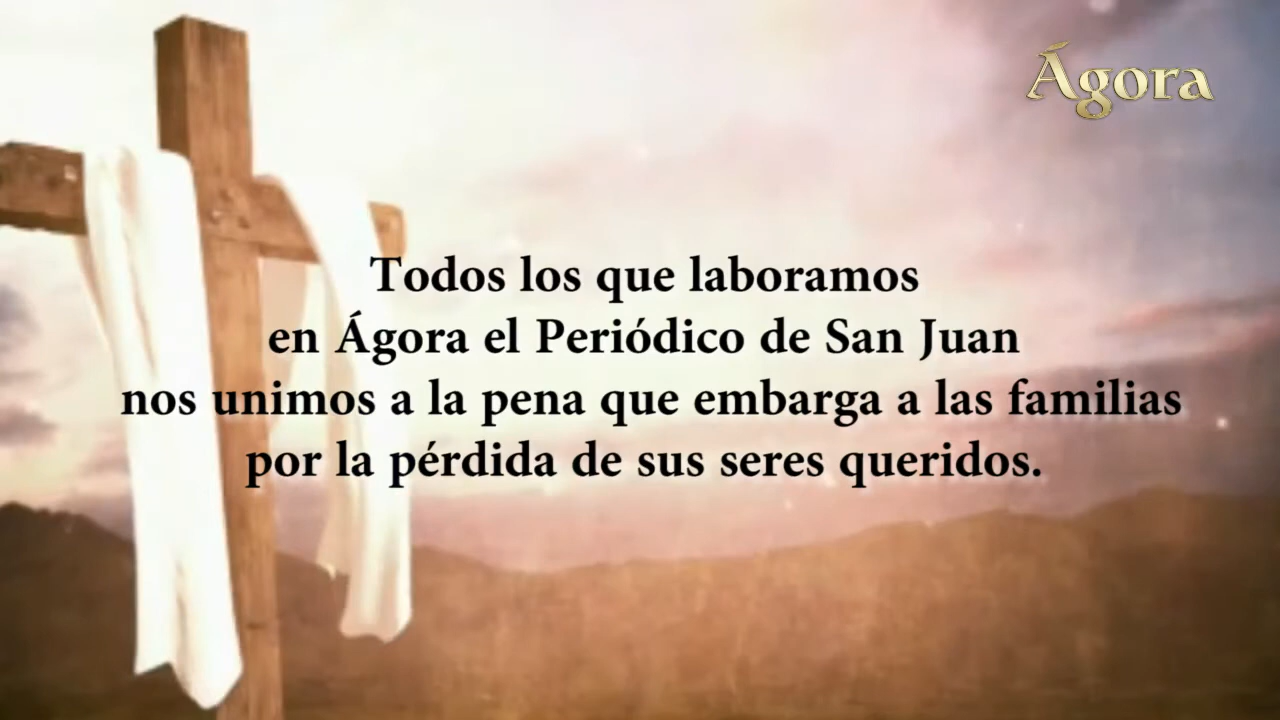 Ágora
Todos los que laboramos
en Ágora el Periódico de San Juan
nos unimos a la pena que embarga a las familias
por la pérdida de sus seres queridos.